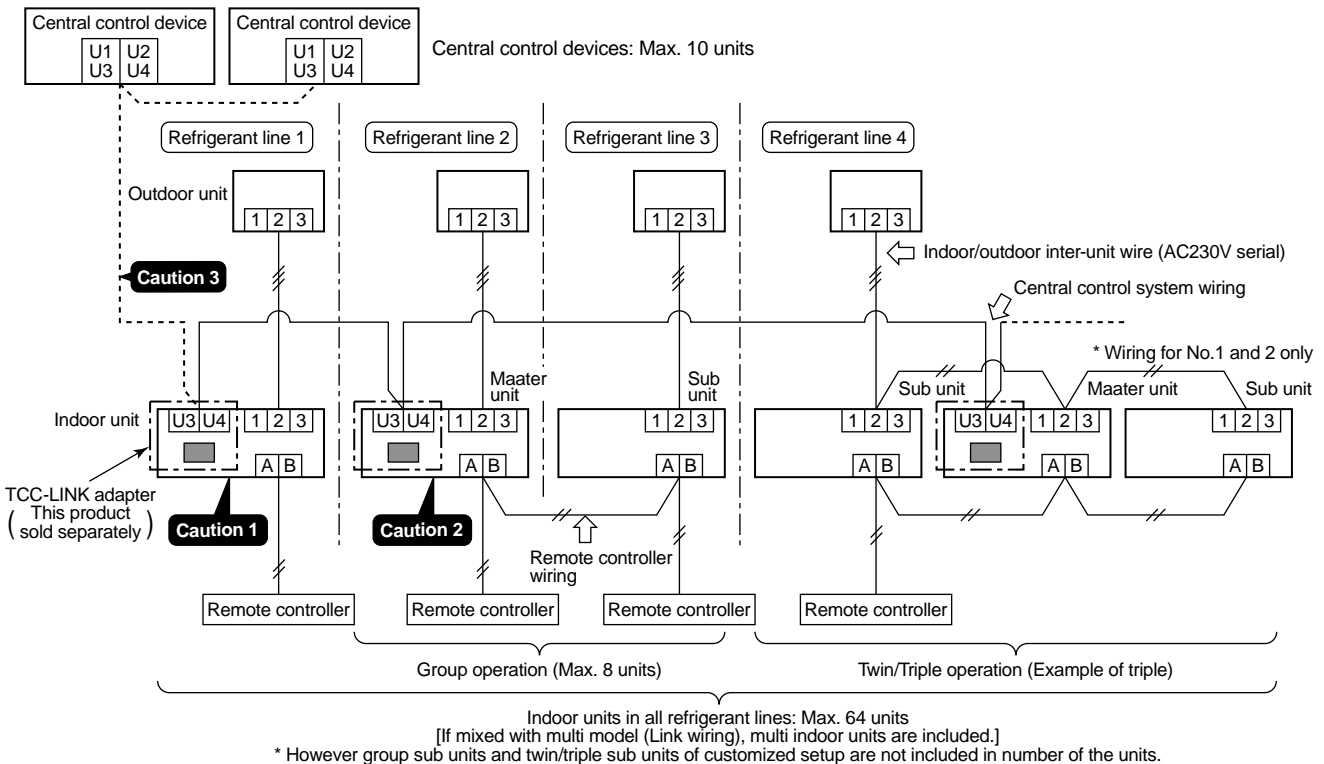 Central control device
Central control device
U1 U2
U3 U4
U1 U2
U3 U4
Central control devices: Max. 10 units
Refrigerant line 1
Refrigerant line 2
Refrigerant line 3
Refrigerant line 4
Outdoor unit
1 2 3
1 2 3
1 2 3
1 2 3
Indoor/outdoor inter-unit wire (AC230V serial)
Caution 3
Central control system wiring
* Wiring for No.1 and 2 only
Maater
unit
Sub
unit
Sub unit
Maater unit
Sub unit
Indoor unit
U3 U4
1 2 3
U3 U4
1 2 3
1 2 3
1 2 3
U3 U4
1 2 3
1 2 3
A B
A B
A B
A B
A B
A B
TCC-LINK adapter
( This product
sold separately )
Caution 1
Caution 2
Remote controller
wiring
Remote controller
Remote controller
Remote controller
Remote controller
Group operation (Max. 8 units)
Twin/Triple operation (Example of triple)
Indoor units in all refrigerant lines: Max. 64 units
[If mixed with multi model (Link wiring), multi indoor units are included.]
* However group sub units and twin/triple sub units of customized setup are not included in number of the units.